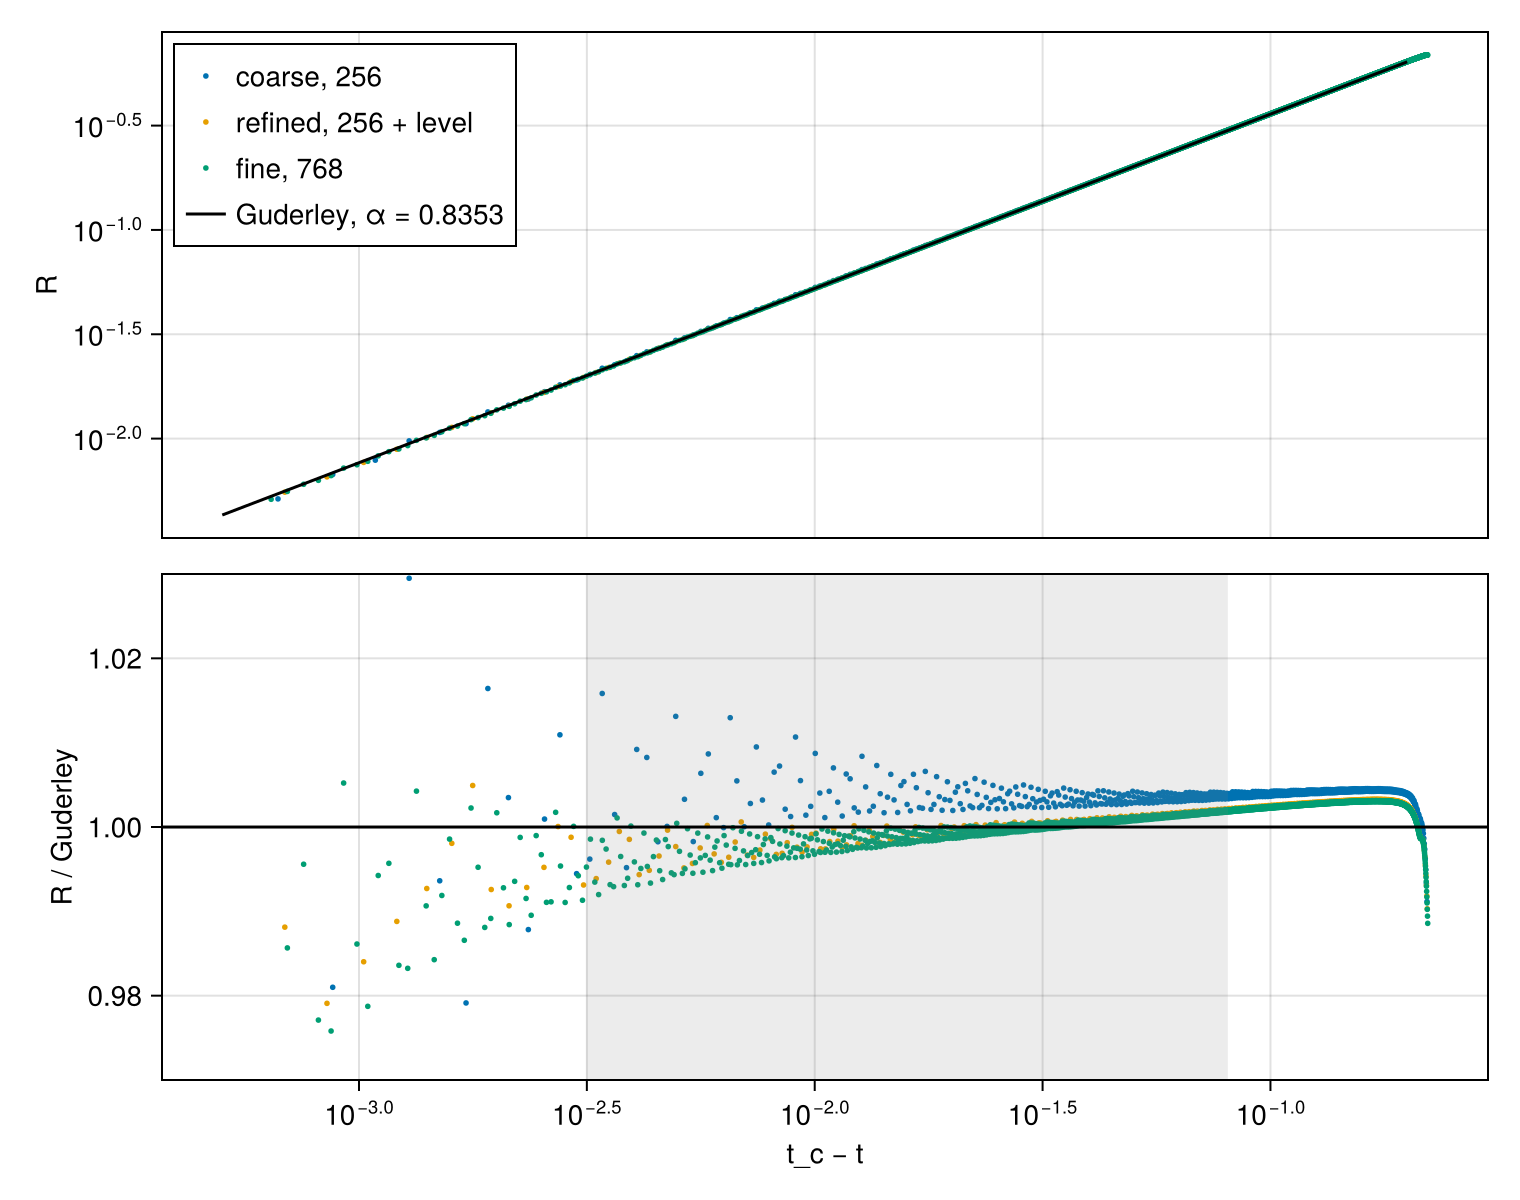 coarse, 256
refined, 256 + level
fine, 768
Guderley, α = 0.8353
10−0.5
10−1.0
10−1.5
10−2.0
R
1.02
1.00
0.98
R / Guderley
10−3.0
10−2.5
10−2.0
10−1.5
10−1.0
t_c − t